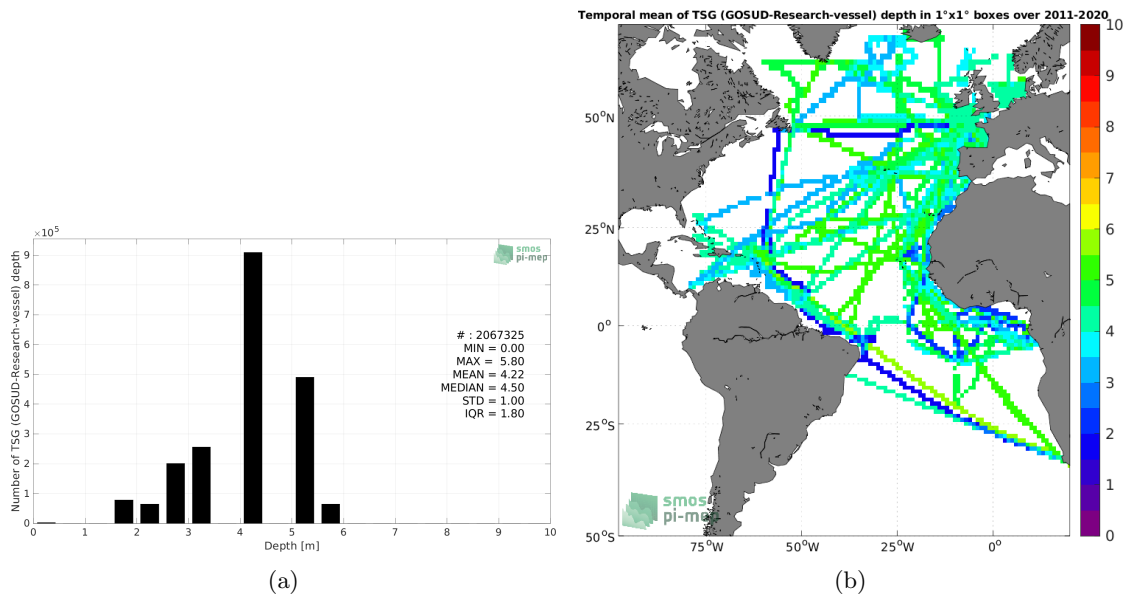 Temporal mean of TSG (GOSUD-Research-vessel) depth in 1°x1° boxes over 2011-2020
×10⁵
9
8
7
6
5
4
3
2
1
0
Number of TSG (GOSUD-Research-vessel) depth
smos
pi-mep
# : 2067325
MIN = 0.00
MAX = 5.80
MEAN = 4.22
MEDIAN = 4.50
STD = 1.00
IQR = 1.80
0 1 2 3 4 5 6 7 8 9 10
Depth [m]
(a)
50°N
25°N
0°
25°S
50°S
75°W 50°W 25°W 0°
smos
pi-mep
10
9
8
7
6
5
4
3
2
1
0
(b)